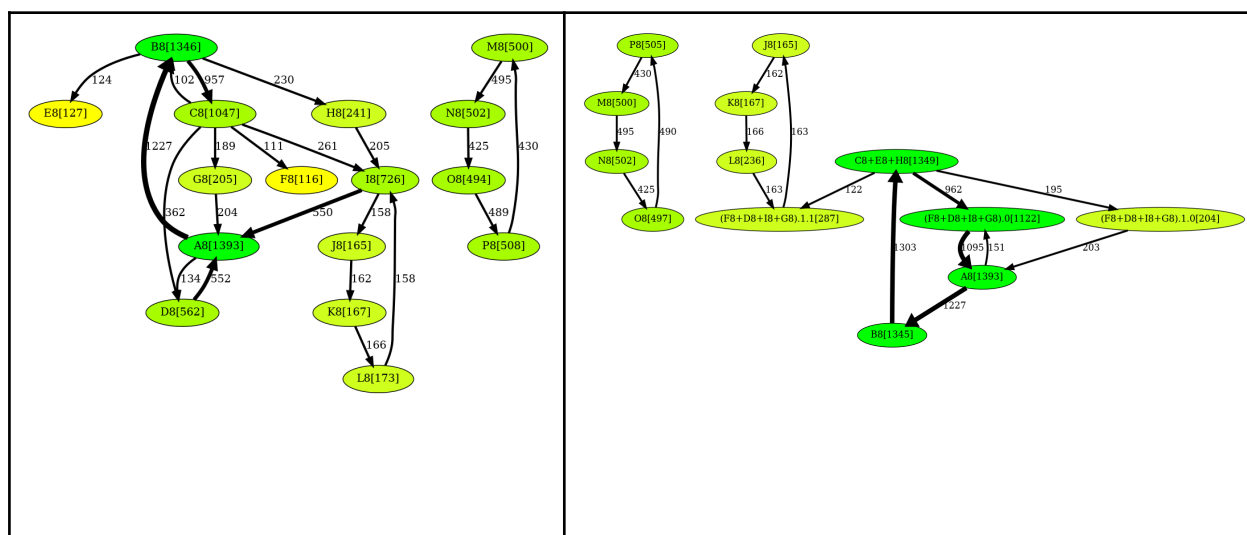 B8[1346]
M8[500]
124
102
957
230
495
E8[127]
C8[1047]
H8[241]
N8[502]
1227
189
111
261
205
425
430
G8[205]
F8[116]
I8[726]
O8[494]
362
204
550
158
489
A8[1393]
J8[165]
P8[508]
134
552
162
158
D8[562]
K8[167]
166
L8[173]
P8[505]
J8[165]
430
162
M8[500]
K8[167]
495
490
166
163
N8[502]
L8[236]
C8+E8+H8[1349]
425
163
122
962
195
O8[497]
(F8+D8+I8+G8).1.1[287]
(F8+D8+I8+G8).0[1122]
(F8+D8+I8+G8).1.0[204]
1303
1095
151
203
A8[1393]
1227
B8[1345]